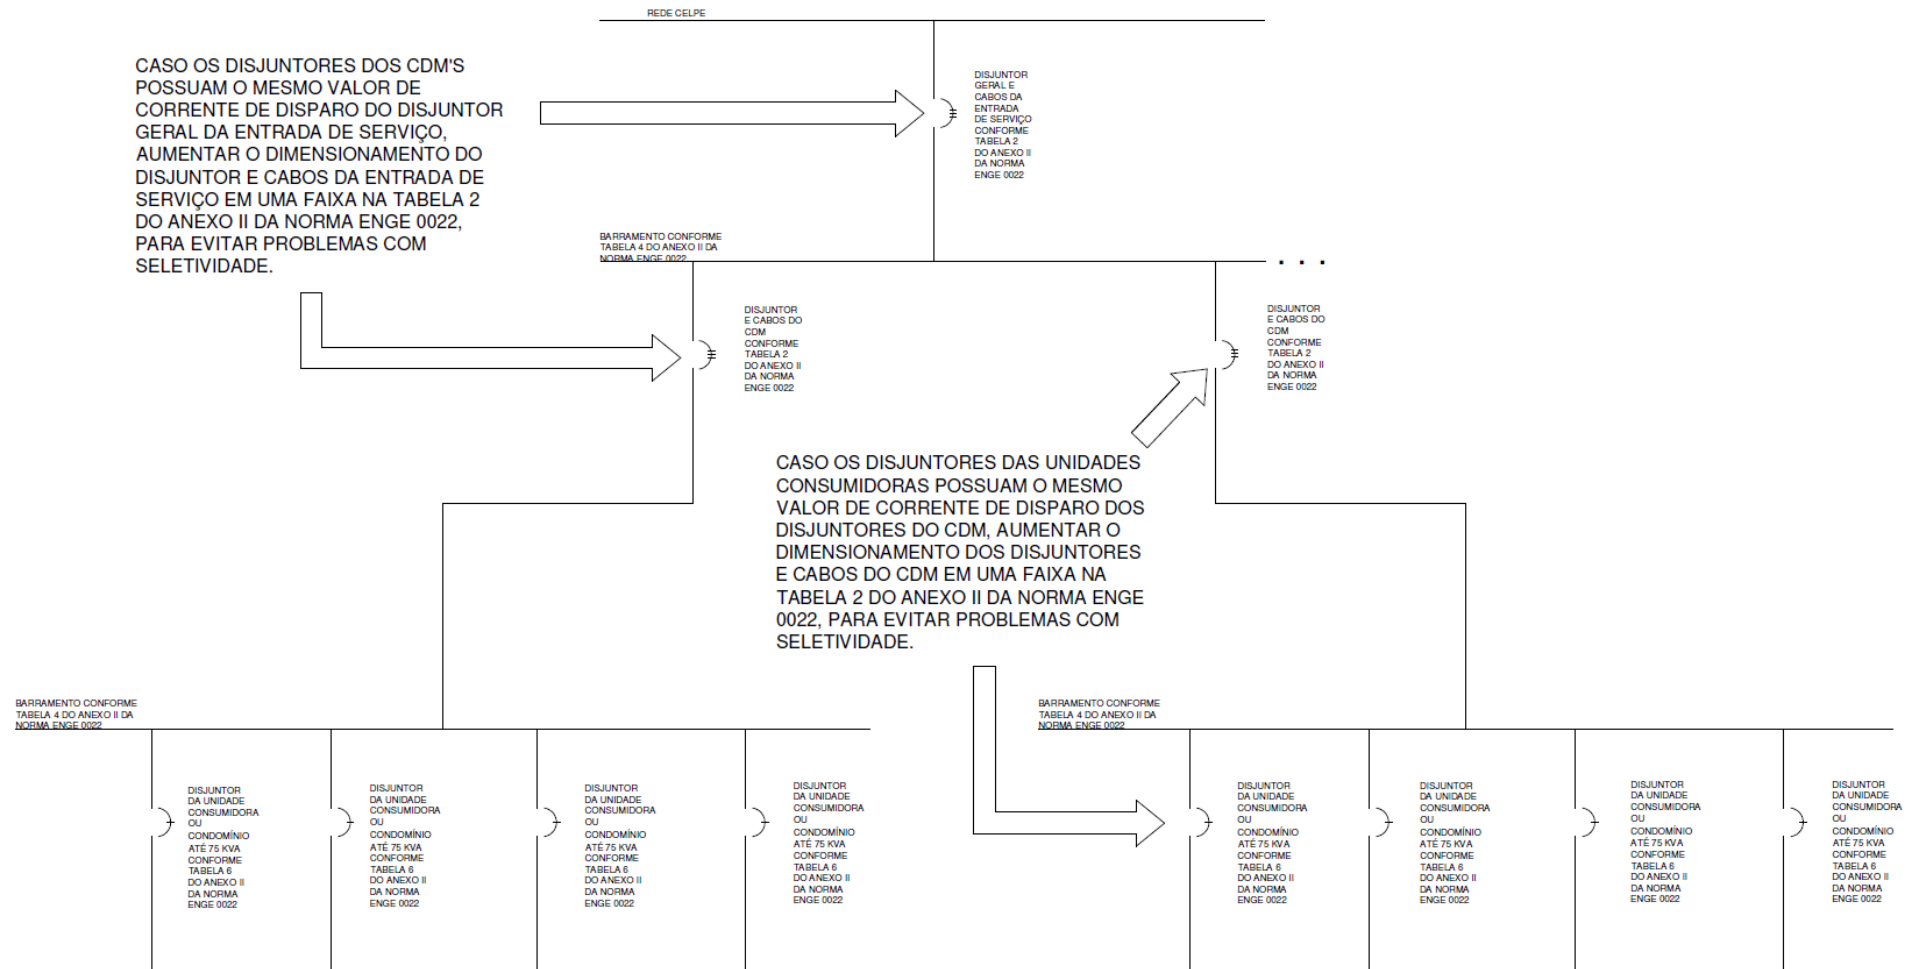 REDE CELPE
CASO OS DISJUNTORES DOS CDM'S
POSSUAM O MESMO VALOR DE
CORRENTE DE DISPARO DO DISJUNTOR
GERAL DA ENTRADA DE SERVIÇO,
AUMENTAR O DIMENSIONAMENTO DO
DISJUNTOR E CABOS DA ENTRADA DE
SERVIÇO EM UMA FAIXA NA TABELA 2
DO ANEXO II DA NORMA ENGE 0022,
PARA EVITAR PROBLEMAS COM
SELETIVIDADE.
DISJUNTOR
GERAL E
CABOS DA
ENTRADA
DE SERVIÇO
CONFORME
TABELA 2
DO ANEXO II
DA NORMA
ENGE 0022
BARRAMENTO CONFORME
TABELA 4 DO ANEXO II DA
NORMA ENGE 0022
. . .
DISJUNTOR
E CABOS DO
CDM
CONFORME
TABELA 2
DO ANEXO II
DA NORMA
ENGE 0022
DISJUNTOR
E CABOS DO
CDM
CONFORME
TABELA 2
DO ANEXO II
DA NORMA
ENGE 0022
CASO OS DISJUNTORES DAS UNIDADES
CONSUMIDORAS POSSUAM O MESMO
VALOR DE CORRENTE DE DISPARO DOS
DISJUNTORES DO CDM, AUMENTAR O
DIMENSIONAMENTO DOS DISJUNTORES
E CABOS DO CDM EM UMA FAIXA NA
TABELA 2 DO ANEXO II DA NORMA ENGE
0022, PARA EVITAR PROBLEMAS COM
SELETIVIDADE.
BARRAMENTO CONFORME
TABELA 4 DO ANEXO II DA
NORMA ENGE 0022
BARRAMENTO CONFORME
TABELA 4 DO ANEXO II DA
NORMA ENGE 0022
DISJUNTOR
DA UNIDADE
CONSUMIDORA
OU
CONDOMÍNIO
ATÉ 75 KVA
CONFORME
TABELA 6
DO ANEXO II
DA NORMA
ENGE 0022
DISJUNTOR
DA UNIDADE
CONSUMIDORA
OU
CONDOMÍNIO
ATÉ 75 KVA
CONFORME
TABELA 6
DO ANEXO II
DA NORMA
ENGE 0022
DISJUNTOR
DA UNIDADE
CONSUMIDORA
OU
CONDOMÍNIO
ATÉ 75 KVA
CONFORME
TABELA 6
DO ANEXO II
DA NORMA
ENGE 0022
DISJUNTOR
DA UNIDADE
CONSUMIDORA
OU
CONDOMÍNIO
ATÉ 75 KVA
CONFORME
TABELA 6
DO ANEXO II
DA NORMA
ENGE 0022
DISJUNTOR
DA UNIDADE
CONSUMIDORA
OU
CONDOMÍNIO
ATÉ 75 KVA
CONFORME
TABELA 6
DO ANEXO II
DA NORMA
ENGE 0022
DISJUNTOR
DA UNIDADE
CONSUMIDORA
OU
CONDOMÍNIO
ATÉ 75 KVA
CONFORME
TABELA 6
DO ANEXO II
DA NORMA
ENGE 0022
DISJUNTOR
DA UNIDADE
CONSUMIDORA
OU
CONDOMÍNIO
ATÉ 75 KVA
CONFORME
TABELA 6
DO ANEXO II
DA NORMA
ENGE 0022
DISJUNTOR
DA UNIDADE
CONSUMIDORA
OU
CONDOMÍNIO
ATÉ 75 KVA
CONFORME
TABELA 6
DO ANEXO II
DA NORMA
ENGE 0022